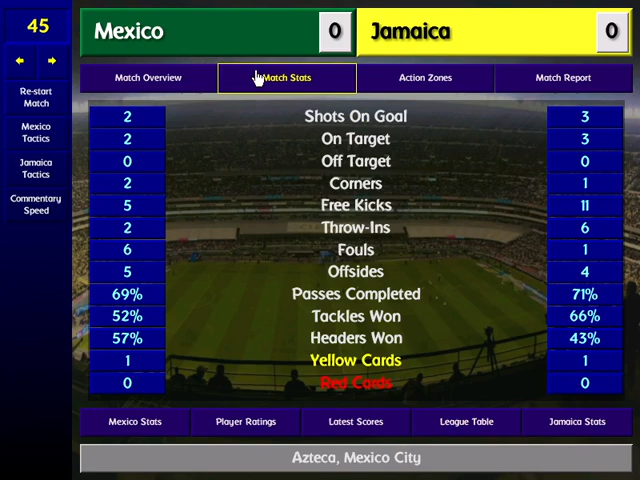 45
Mexico 0 Jamaica 0
Match Overview Match Stats Action Zones Match Report
Re-start
Match
Mexico
Tactics
Jamaica
Tactics
Commentary
Speed
2 Shots On Goal 3
2 On Target 3
0 Off Target 0
2 Corners 1
5 Free Kicks 11
2 Throw-Ins 6
6 Fouls 1
5 Offsides 4
69% Passes Completed 71%
52% Tackles Won 66%
57% Headers Won 43%
1 Yellow Cards 1
0 Red Cards 0
Mexico Stats Player Ratings Latest Scores League Table Jamaica Stats
Azteca, Mexico City